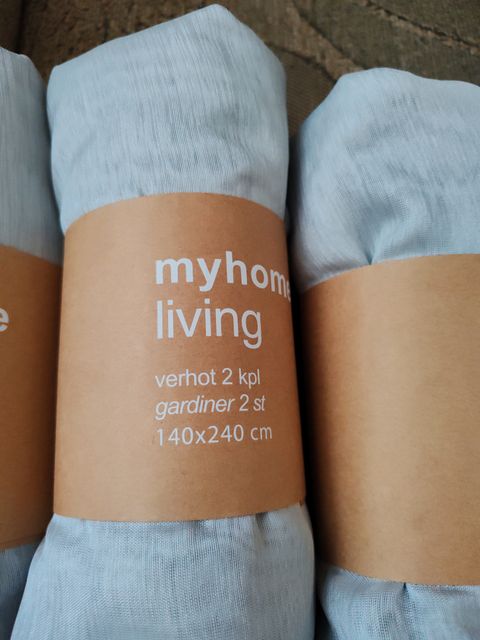 myhome
living
verhot 2 kpl
gardiner 2 st
140x240 cm
e